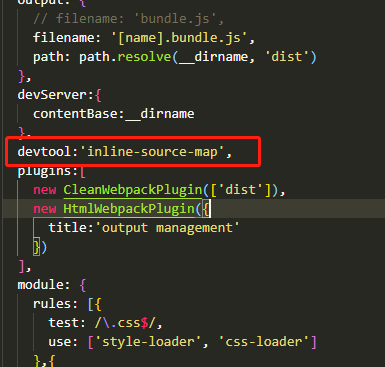 output: {
// filename: 'bundle.js',
filename: '[name].bundle.js',
path: path.resolve(__dirname, 'dist')
},
devServer:{
contentBase:__dirname
},
devtool:'inline-source-map',
plugins:[
new CleanWebpackPlugin(['dist']),
new HtmlWebpackPlugin({
title:'output management'
})
],
module: {
rules: [{
test: /\.css$/,
use: ['style-loader', 'css-loader']
},{